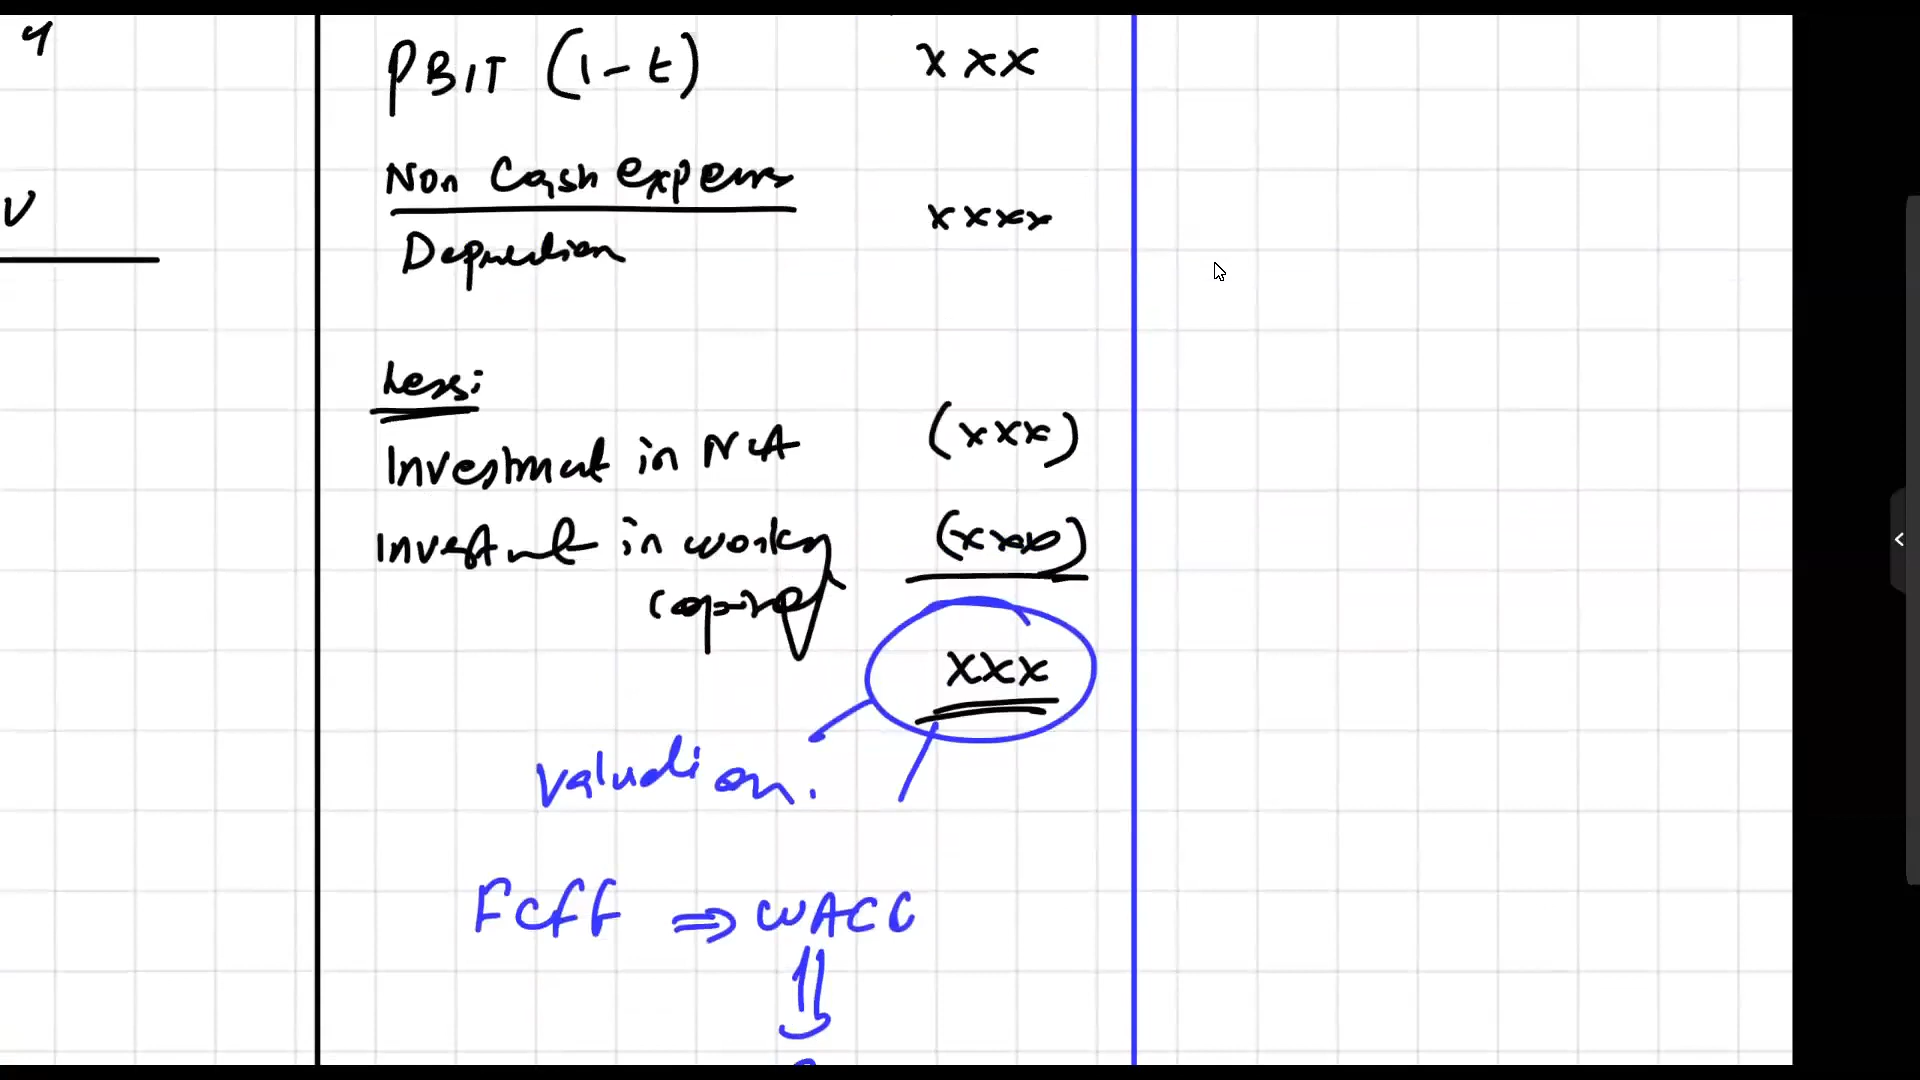 PBIT (1-t) xxx
Non Cash expens
xxxx
Depreciation
Less:
Investment in NCA (xxx)
Investment in working (xxx)
capital
xxx
valuation.
FCFF ⇒ WACC